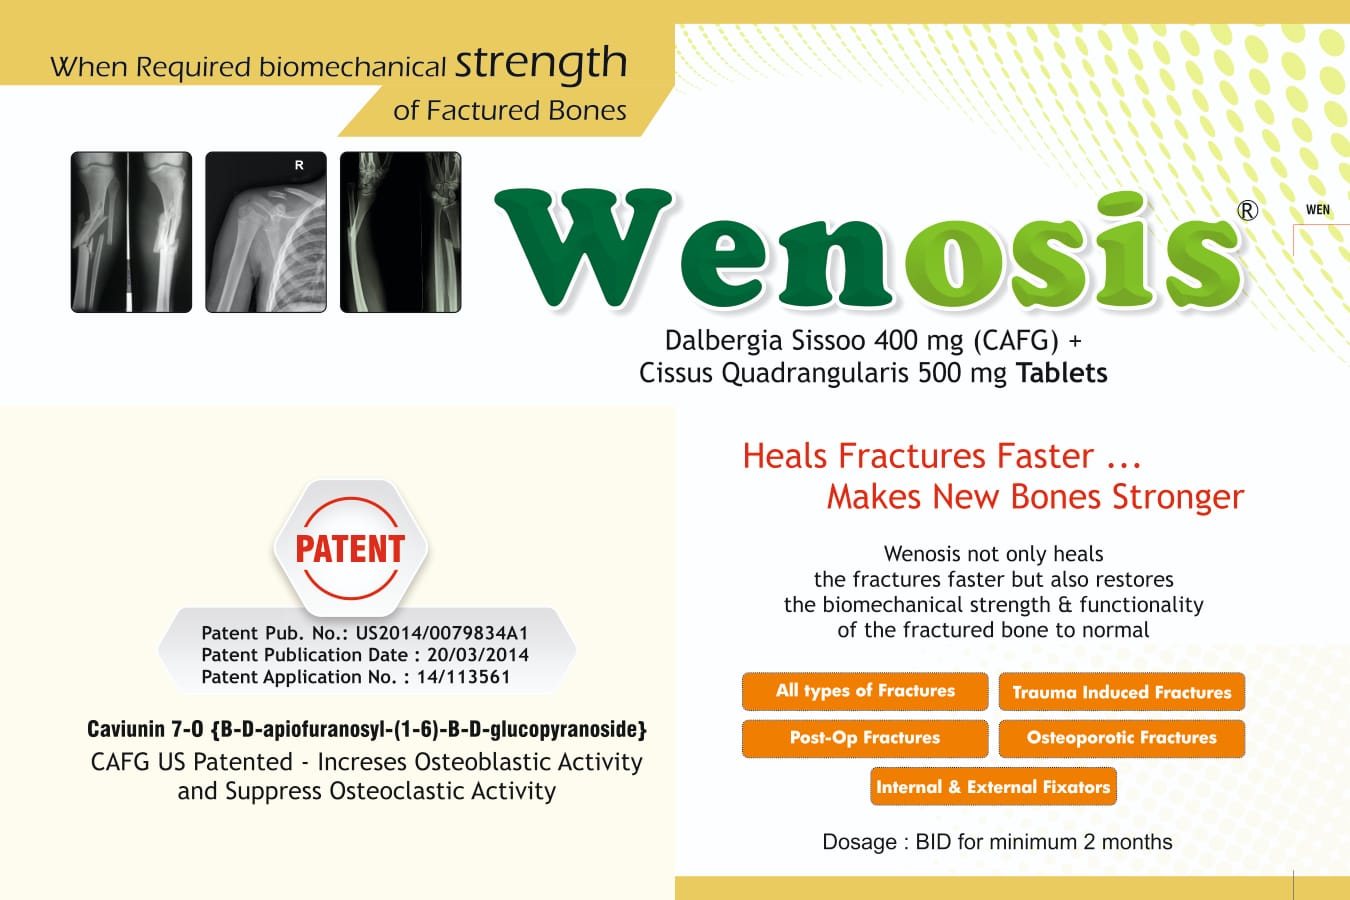 When Required biomechanical strength
of Factured Bones
R
Wenosis®
WEN
Dalbergia Sissoo 400 mg (CAFG) +
Cissus Quadrangularis 500 mg Tablets
PATENT
Patent Pub. No.: US2014/0079834A1
Patent Publication Date : 20/03/2014
Patent Application No. : 14/113561
Caviunin 7-O {B-D-apiofuranosyl-(1-6)-B-D-glucopyranoside}
CAFG US Patented - Increses Osteoblastic Activity
and Suppress Osteoclastic Activity
Heals Fractures Faster ...
Makes New Bones Stronger
Wenosis not only heals
the fractures faster but also restores
the biomechanical strength & functionality
of the fractured bone to normal
All types of Fractures
Trauma Induced Fractures
Post-Op Fractures
Osteoporotic Fractures
Internal & External Fixators
Dosage : BID for minimum 2 months